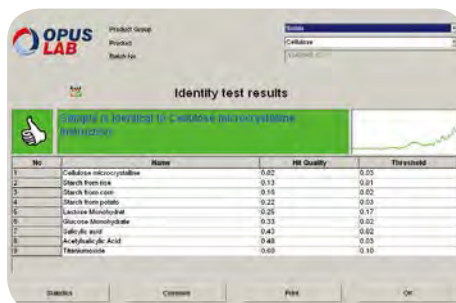 OPUS
LAB
Product Group
Product
Cellulose
Batch No
Identity test results
Sample is identical to Cellulose microcrystalline
No Name Hit Quality Threshold
1 Cellulose microcrystalline 0.02 0.03
2 Starch from rice 0.13 0.01
3 Starch from corn 0.15 0.02
4 Starch from potato 0.22 0.03
5 Lactose Monohydrat 0.25 0.17
6 Glucose Monohydrate 0.33 0.02
7 Salicylic acid 0.43 0.02
8 Acetylsalicylic Acid 0.48 0.03
9 0.10
Statistics Comment Print OK